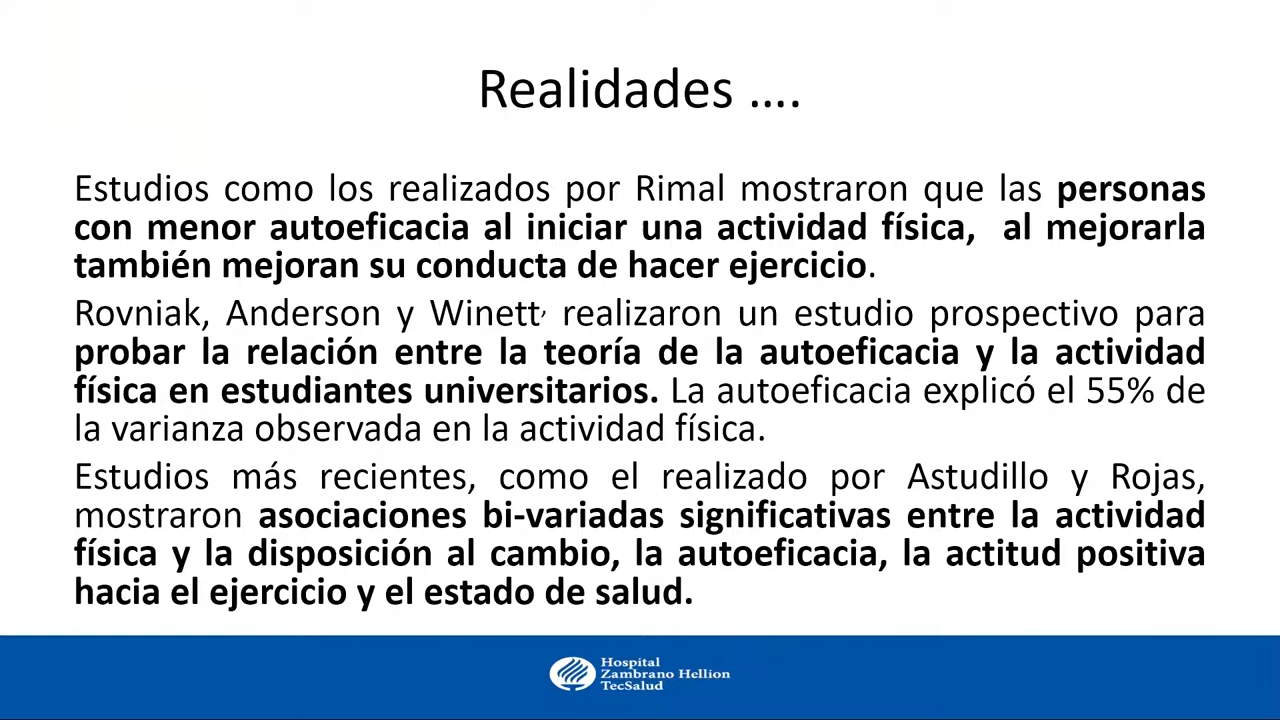 Realidades ….
Estudios como los realizados por Rimal mostraron que las personas
con menor autoeficacia al iniciar una actividad física, al mejorarla
también mejoran su conducta de hacer ejercicio.
Rovniak, Anderson y Winett, realizaron un estudio prospectivo para
probar la relación entre la teoría de la autoeficacia y la actividad
física en estudiantes universitarios. La autoeficacia explicó el 55% de
la varianza observada en la actividad física.
Estudios más recientes, como el realizado por Astudillo y Rojas,
mostraron asociaciones bi-variadas significativas entre la actividad
física y la disposición al cambio, la autoeficacia, la actitud positiva
hacia el ejercicio y el estado de salud.
Hospital
Zambrano Hellion
TecSalud